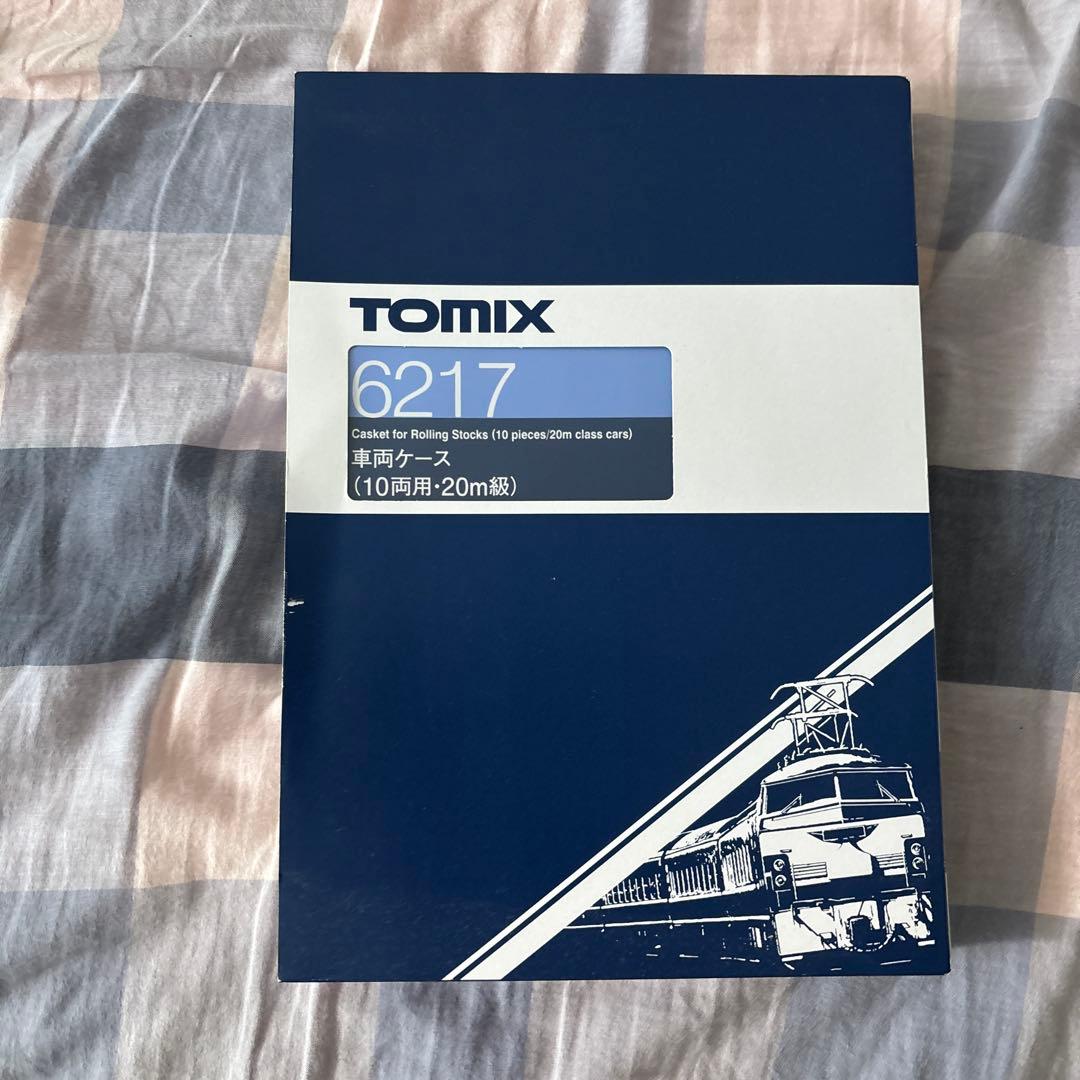 TOMIX
6217
Casket for Rolling Stocks (10 pieces/20m class cars)
車両ケース
(10両用・20m級)